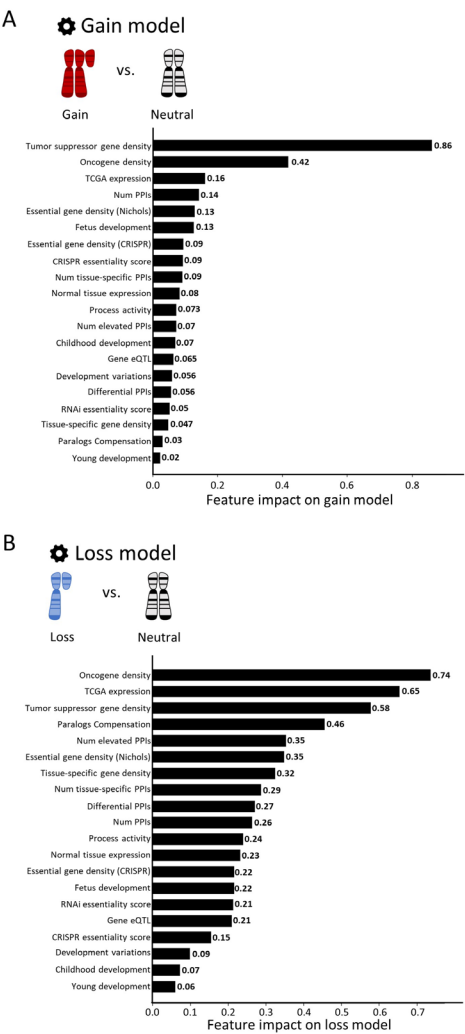 A
Gain model
vs.
Gain
Neutral
Tumor suppressor gene density 0.86
Oncogene density 0.42
TCGA expression 0.16
Num PPIs 0.14
Essential gene density (Nichols) 0.13
Fetus development 0.13
Essential gene density (CRISPR) 0.09
CRISPR essentiality score 0.09
Num tissue-specific PPIs 0.09
Normal tissue expression 0.08
Process activity 0.073
Num elevated PPIs 0.07
Childhood development 0.07
Gene eQTL 0.065
Development variations 0.056
Differential PPIs 0.056
RNAi essentiality score 0.05
Tissue-specific gene density 0.047
Paralogs Compensation 0.03
Young development 0.02
0.0 0.2 0.4 0.6 0.8
Feature impact on gain model
B
Loss model
vs.
Loss
Neutral
Oncogene density 0.74
TCGA expression 0.65
Tumor suppressor gene density 0.58
Paralogs Compensation 0.46
Num elevated PPIs 0.35
Essential gene density (Nichols) 0.35
Tissue-specific gene density 0.32
Num tissue-specific PPIs 0.29
Differential PPIs 0.27
Num PPIs 0.26
Process activity 0.24
Normal tissue expression 0.23
Essential gene density (CRISPR) 0.22
Fetus development 0.22
RNAi essentiality score 0.21
Gene eQTL 0.21
CRISPR essentiality score 0.15
Development variations 0.09
Childhood development 0.07
Young development 0.06
0.0 0.1 0.2 0.3 0.4 0.5 0.6 0.7
Feature impact on loss model